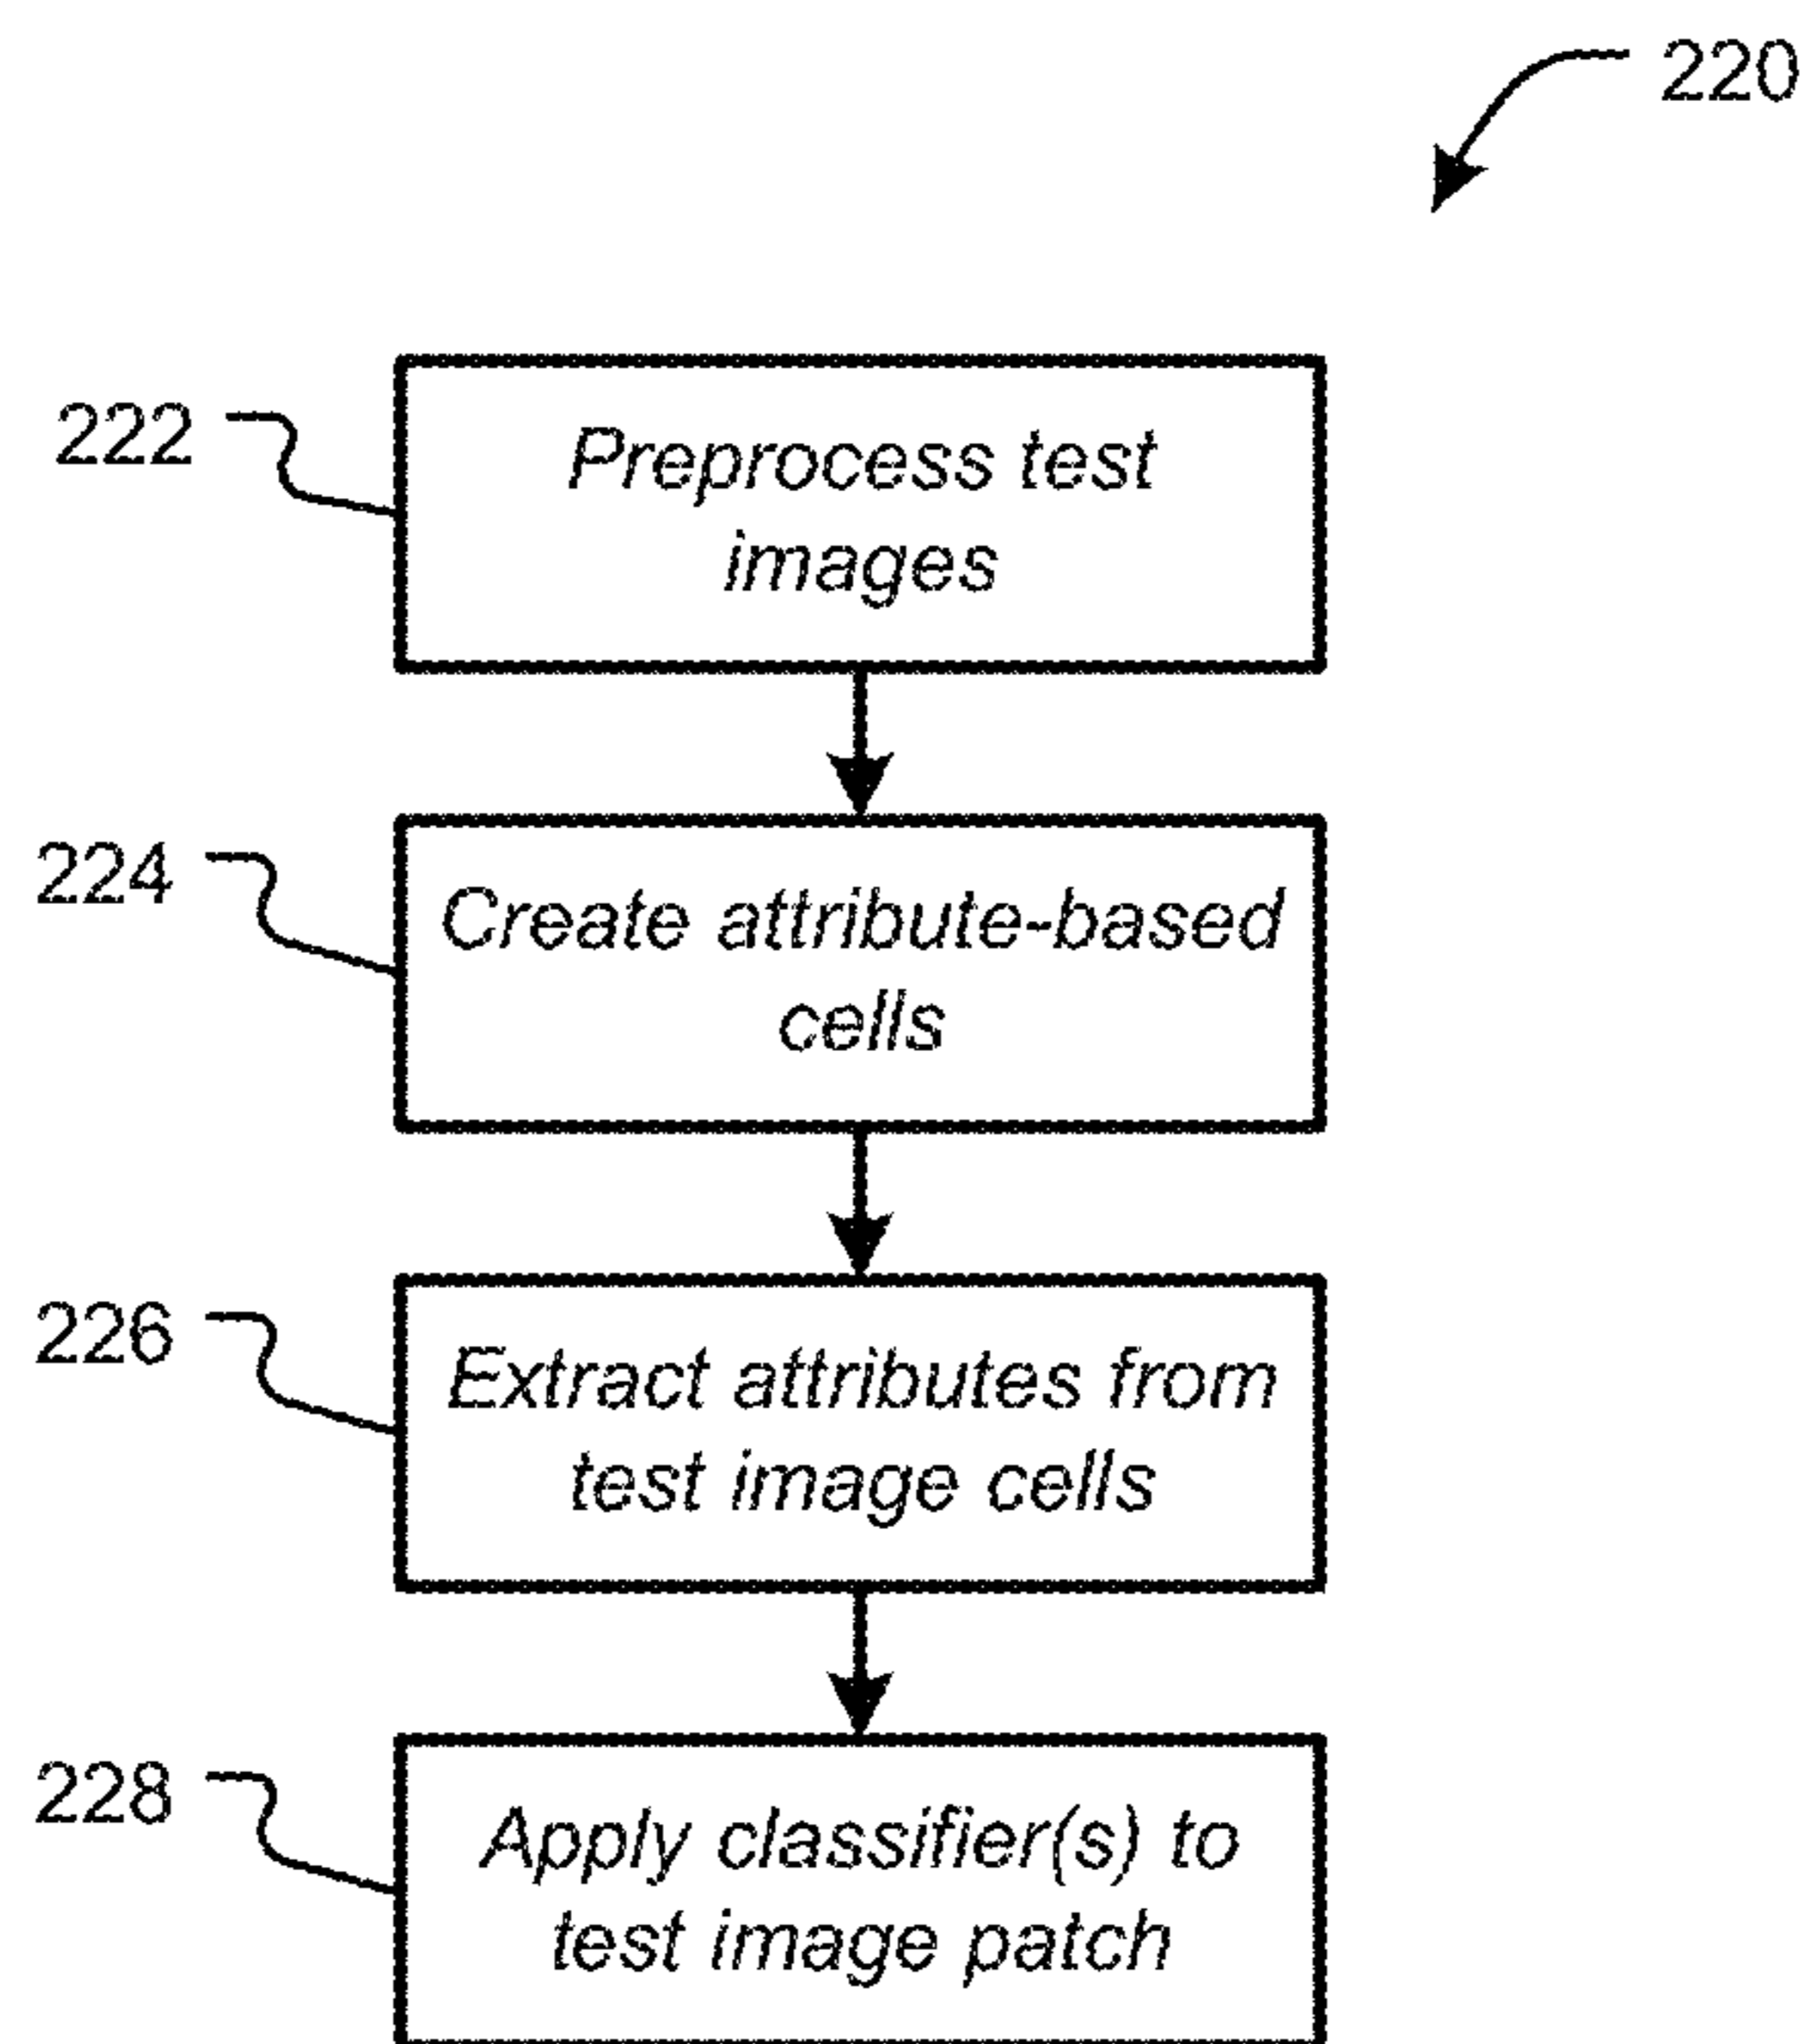 220
222
Preprocess test
images
224
Create attribute-based
cells
226
Extract attributes from
test image cells
228
Apply classifier(s) to
test image patch